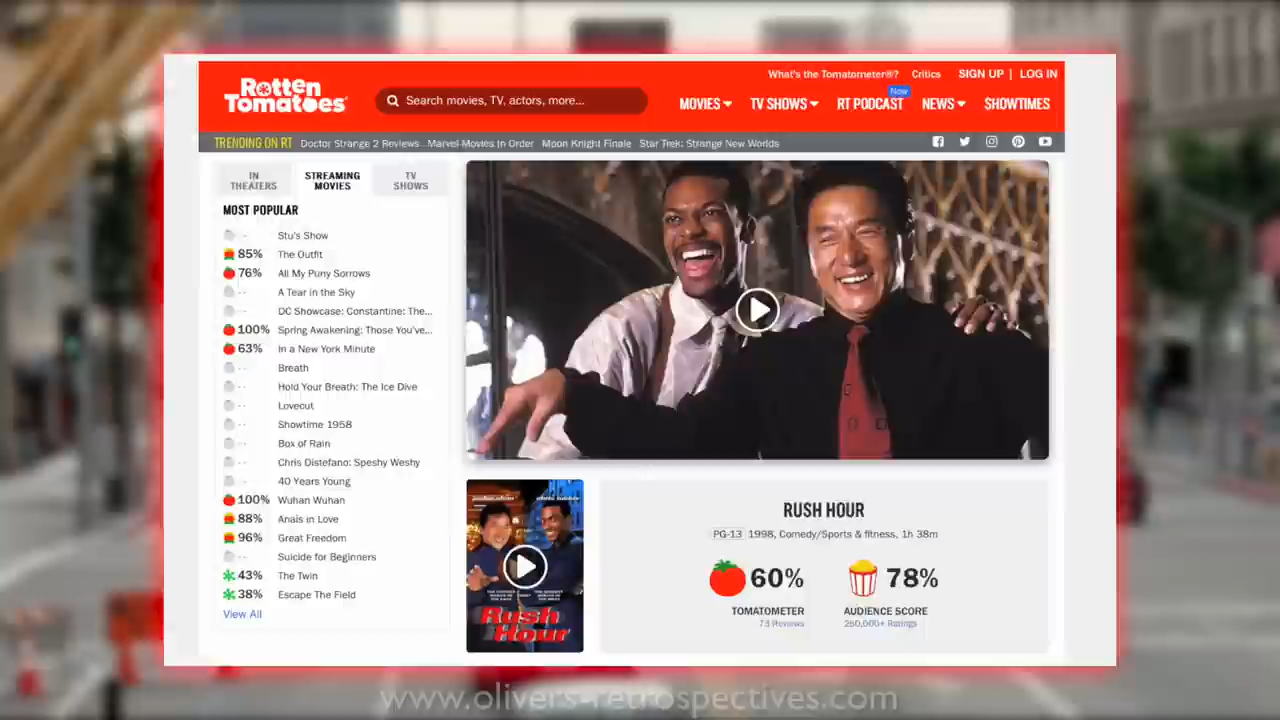 What's the Tomatometer®? Critics SIGN UP | LOG IN
Rotten
Tomatoes
Search movies, TV, actors, more...
MOVIES TV SHOWS RT PODCAST Now NEWS SHOWTIMES
TRENDING ON RT Doctor Strange 2 Reviews Marvel Movies In Order Moon Knight Finale Star Trek: Strange New Worlds
IN THEATERS
STREAMING MOVIES
TV SHOWS
MOST POPULAR
-- Stu's Show
85% The Outfit
76% All My Puny Sorrows
-- A Tear in the Sky
-- DC Showcase: Constantine: The...
100% Spring Awakening: Those You've...
63% In a New York Minute
-- Breath
-- Hold Your Breath: The Ice Dive
-- Lovecut
-- Showtime 1958
-- Box of Rain
-- Chris Distefano: Speshy Weshy
-- 40 Years Young
100% Wuhan Wuhan
88% Anais in Love
96% Great Freedom
-- Suicide for Beginners
43% The Twin
38% Escape The Field
View All
Rush
Hour
RUSH HOUR
PG-13 1998, Comedy/Sports & fitness, 1h 38m
60% 78%
TOMATOMETER AUDIENCE SCORE
73 Reviews 250,000+ Ratings
www.olivers-retrospectives.com